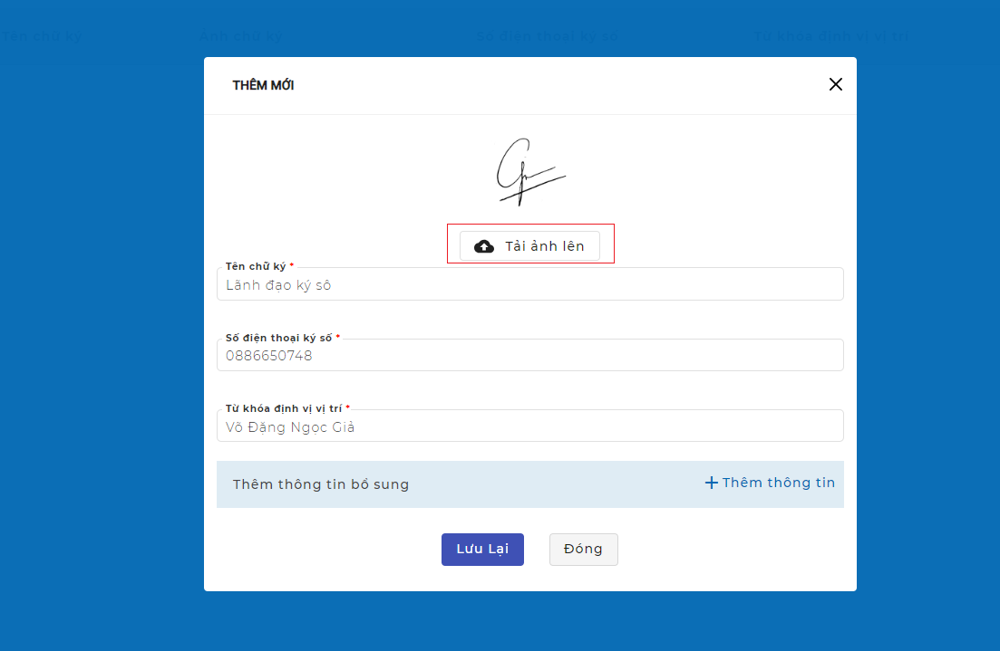 Tên chữ ký Ảnh chữ ký Số điện thoại ký số Từ khóa định vị vị trí
THÊM MỚI
Tải ảnh lên
Tên chữ ký *
Lãnh đạo ký số
Số điện thoại ký số *
0886650748
Từ khóa định vị vị trí *
Võ Đặng Ngọc Giả
Thêm thông tin bổ sung
Thêm thông tin
Lưu Lại
Đóng